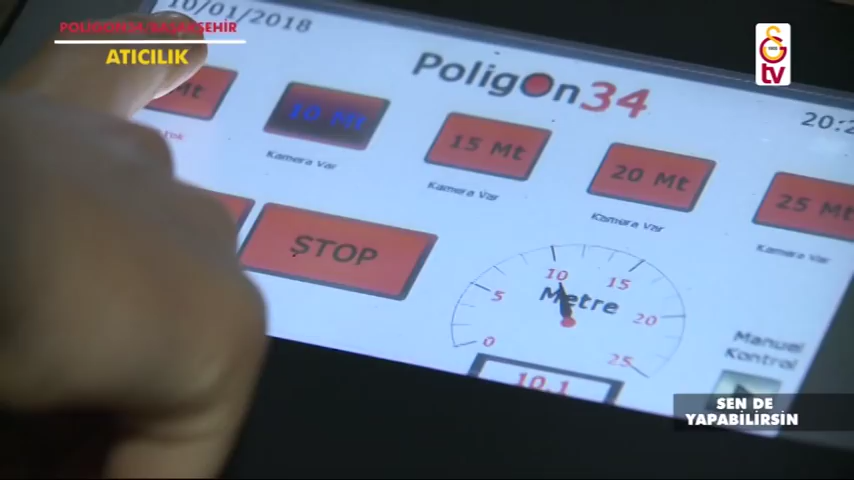 10/01/2018
POLİGON34 BAŞAKŞEHİR
ATICILIK
GS
tv
PoligOn34
20:2
Mt
10 Mt
15 Mt
20 Mt
25 Mt
Kamera Var
Kamera Var
Kamera Var
Kamera Var
STOP
0
5
10
15
20
25
Metre
10.1
Manuel
Kontrol
SEN DE
YAPABİLİRSİN